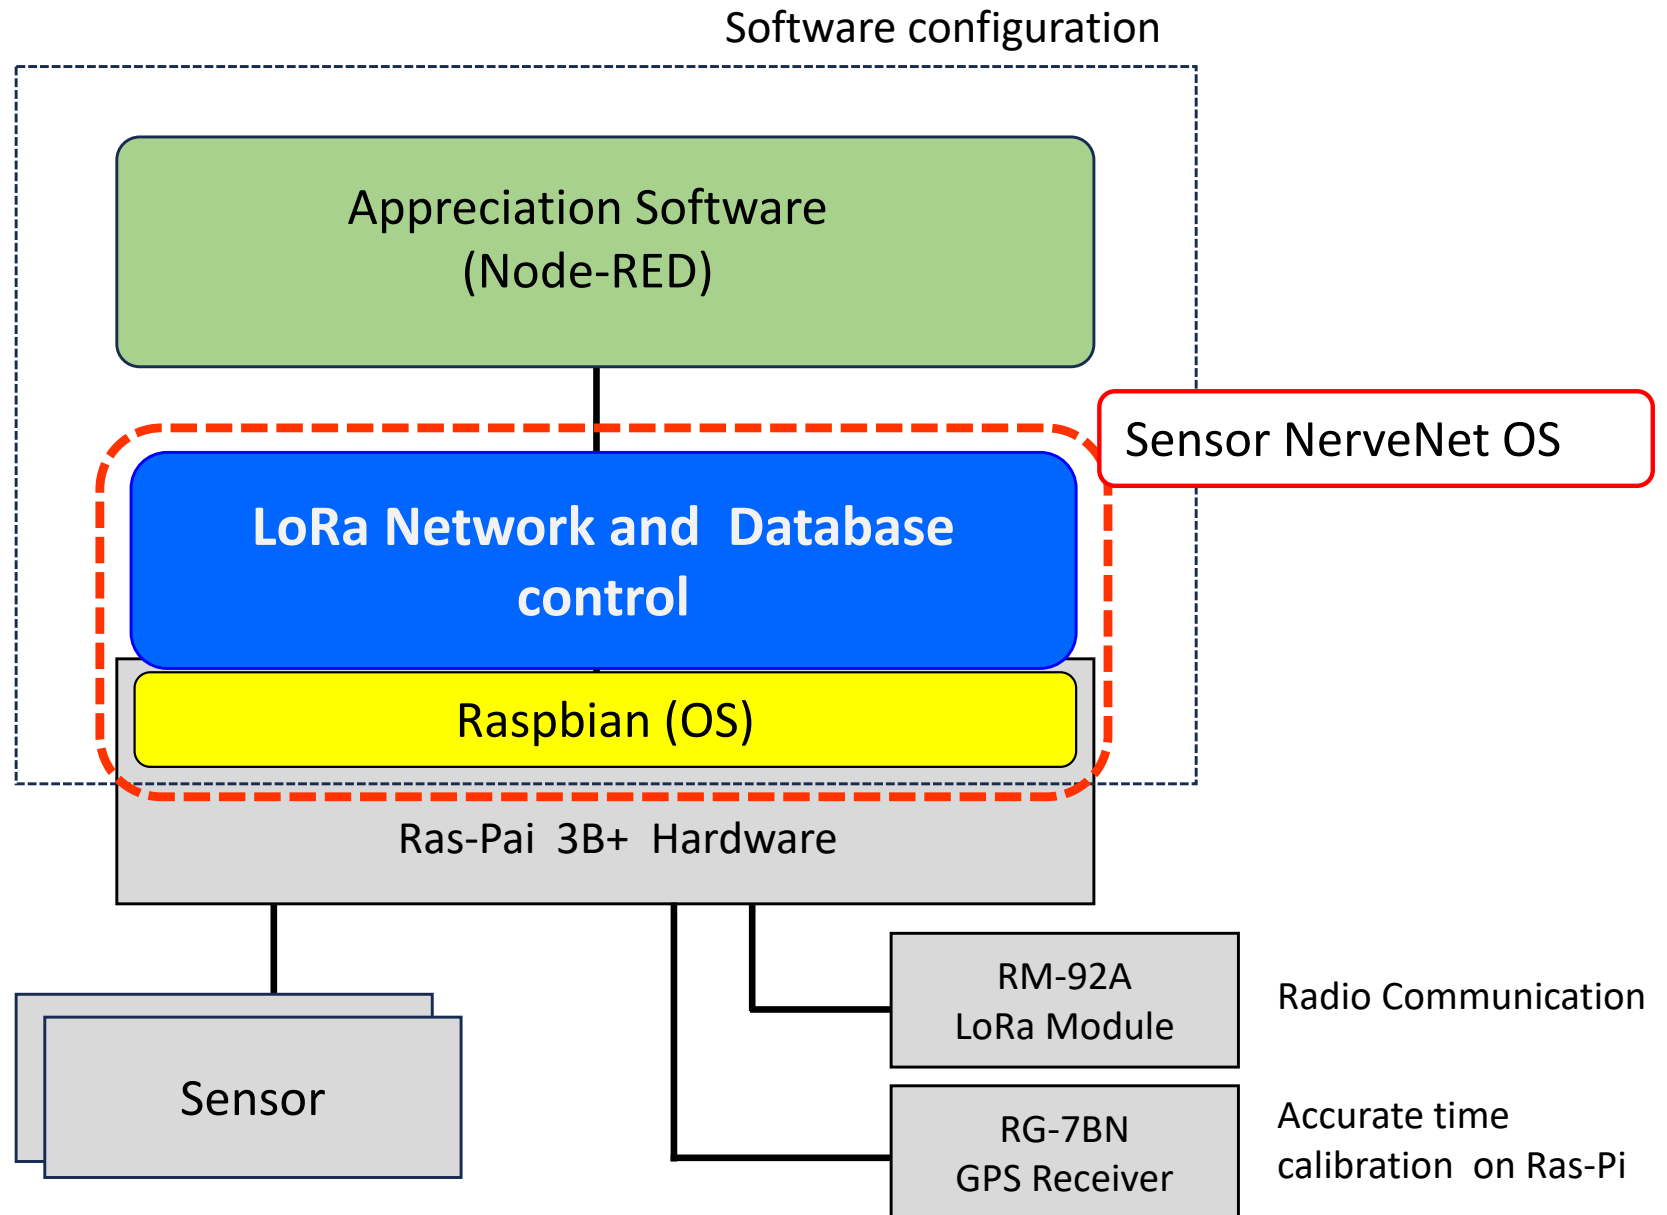 Software configuration
Appreciation Software
(Node-RED)
Sensor NerveNet OS
LoRa Network and  Database
control
Raspbian (OS)
Ras-Pai  3B+  Hardware
RM-92A
LoRa Module
Radio Communication
Sensor
RG-7BN
GPS Receiver
Accurate time
calibration  on Ras-Pi